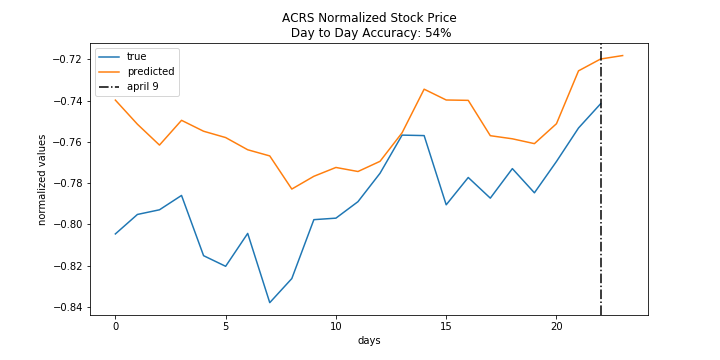 ACRS Normalized Stock Price
Day to Day Accuracy: 54%
true
predicted
april 9
normalized values
−0.72
−0.74
−0.76
−0.78
−0.80
−0.82
−0.84
0 5 10 15 20
days